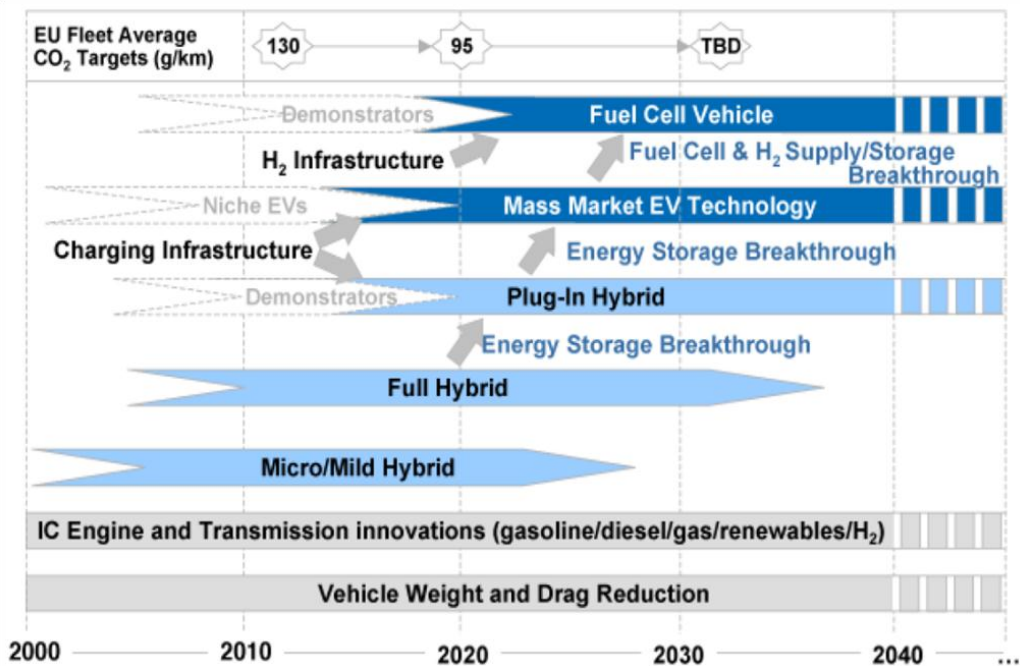 EU Fleet Average
CO₂ Targets (g/km)
130
95
TBD
Demonstrators
Fuel Cell Vehicle
H₂ Infrastructure
Fuel Cell & H₂ Supply/Storage
Breakthrough
Niche EVs
Mass Market EV Technology
Charging Infrastructure
Energy Storage Breakthrough
Demonstrators
Plug-In Hybrid
Energy Storage Breakthrough
Full Hybrid
Micro/Mild Hybrid
IC Engine and Transmission innovations (gasoline/diesel/gas/renewables/H₂)
Vehicle Weight and Drag Reduction
2000 2010 2020 2030 2040 ...